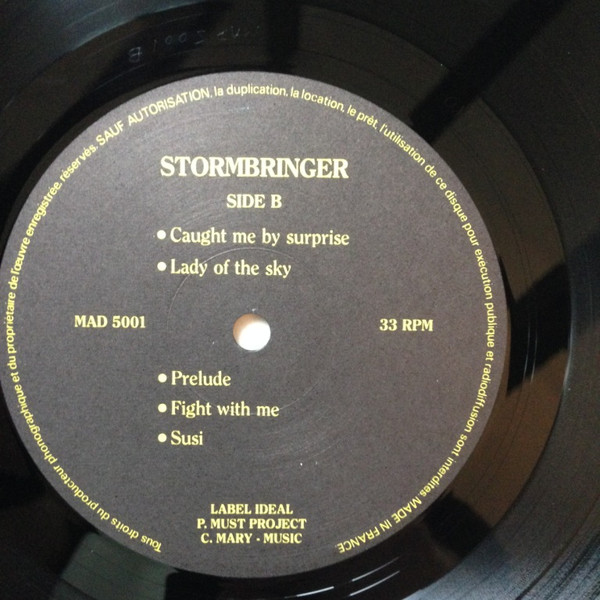 STORMBRINGER
SIDE B
• Caught me by surprise
• Lady of the sky
MAD 5001
33 RPM
• Prelude
• Fight with me
• Susi
LABEL IDEAL
P. MUST PROJECT
C. MARY - MUSIC
Tous droits du producteur phonographique et du propriétaire de l'œuvre enregistrée, réservés. SAUF AUTORISATION, la duplication, la location, le prêt, l'utilisation de ce disque pour exécution publique et radiodiffusion sont interdites MADE IN FRANCE.